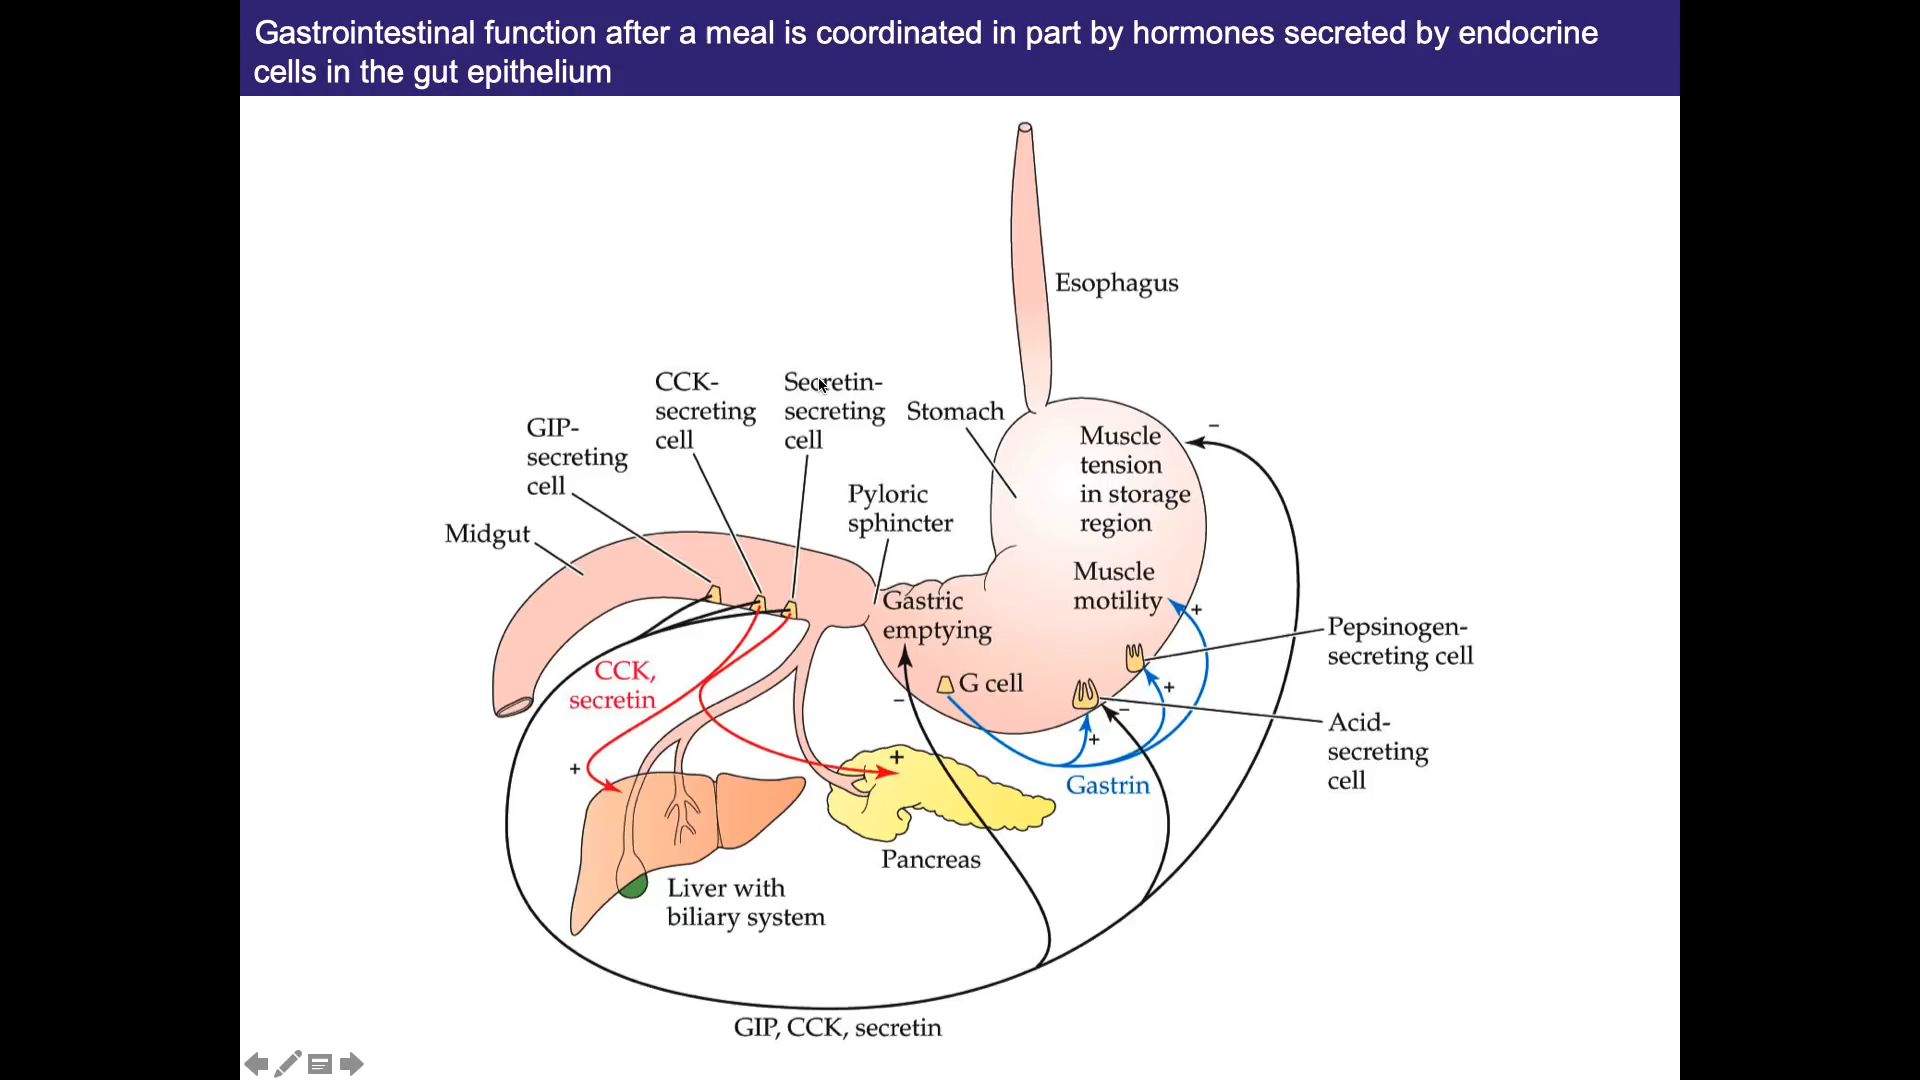 Gastrointestinal function after a meal is coordinated in part by hormones secreted by endocrine
cells in the gut epithelium
Esophagus
CCK-
secreting
cell
Secretin-
secreting
cell
Stomach
GIP-
secreting
cell
Midgut
Pyloric
sphincter
Muscle
tension
in storage
region
−
Muscle
motility
+
Gastric
emptying
−
G cell
Pepsinogen-
secreting cell
+
Acid-
secreting
cell
−
+
Gastrin
CCK,
secretin
+
+
Pancreas
Liver with
biliary system
GIP, CCK, secretin